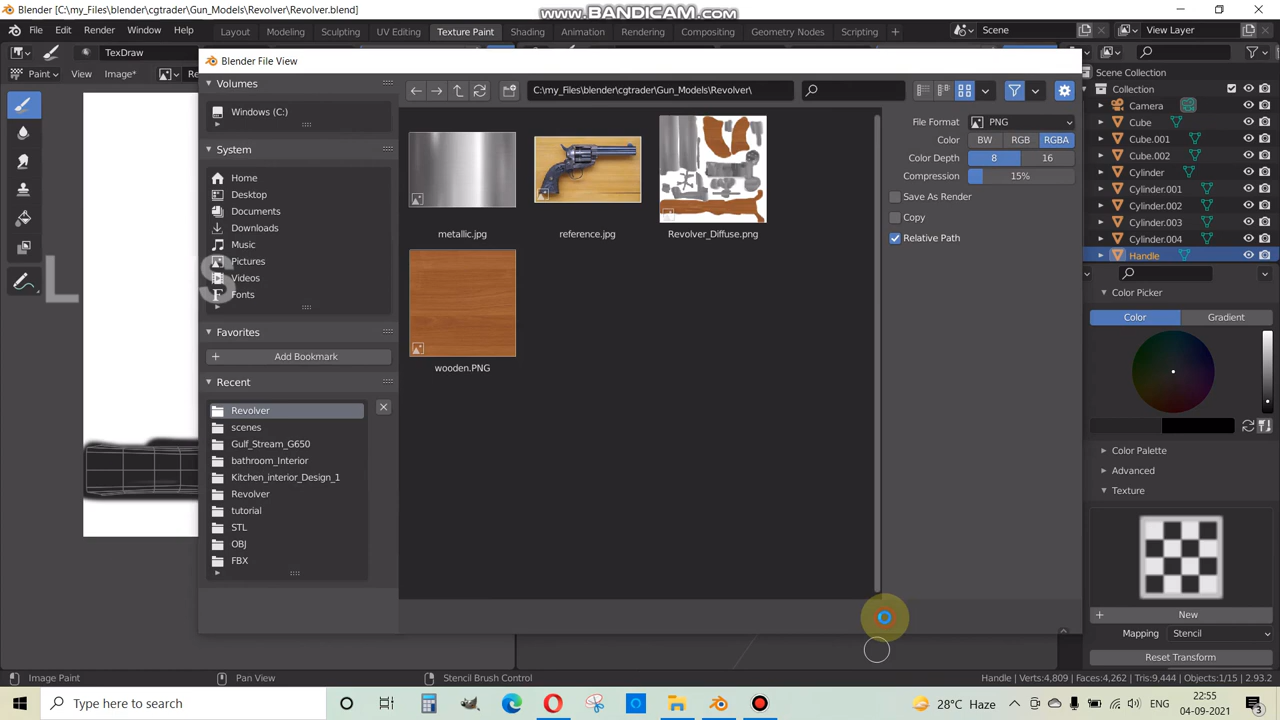 Blender [C:\my_Files\blender\cgtrader\Gun_Models\Revolver\Revolver.blend]
www.BANDICAM.com
File Edit Render Window Help Layout Modeling Sculpting UV Editing Texture Paint Shading Animation Rendering Compositing Geometry Nodes Scripting Scene View Layer
TexDraw
Paint View Image* Re
Blender File View
Volumes
Windows (C:)
System
Home
Desktop
Documents
Downloads
Music
Pictures
Videos
Fonts
L S
Favorites
Add Bookmark
Recent
Revolver
scenes
Gulf_Stream_G650
bathroom_Interior
Kitchen_interior_Design_1
Revolver
tutorial
STL
OBJ
FBX
C:\my_Files\blender\cgtrader\Gun_Models\Revolver\
metallic.jpg
reference.jpg
Revolver_Diffuse.png
wooden.PNG
File Format PNG
Color BW RGB RGBA
Color Depth 8 16
Compression 15%
Save As Render
Copy
Relative Path
Scene Collection
Collection
Camera
Cube
Cube.001
Cube.002
Cylinder
Cylinder.001
Cylinder.002
Cylinder.003
Cylinder.004
Handle
Color Picker
Color Gradient
Color Palette
Advanced
Texture
New
Mapping Stencil
Reset Transform
Image Paint Pan View Stencil Brush Control Handle | Verts:4,809 | Faces:4,262 | Tris:9,444 | Objects:1/15 | 2.93.2
Type here to search
28°C Haze
ENG
22:55
04-09-2021
3